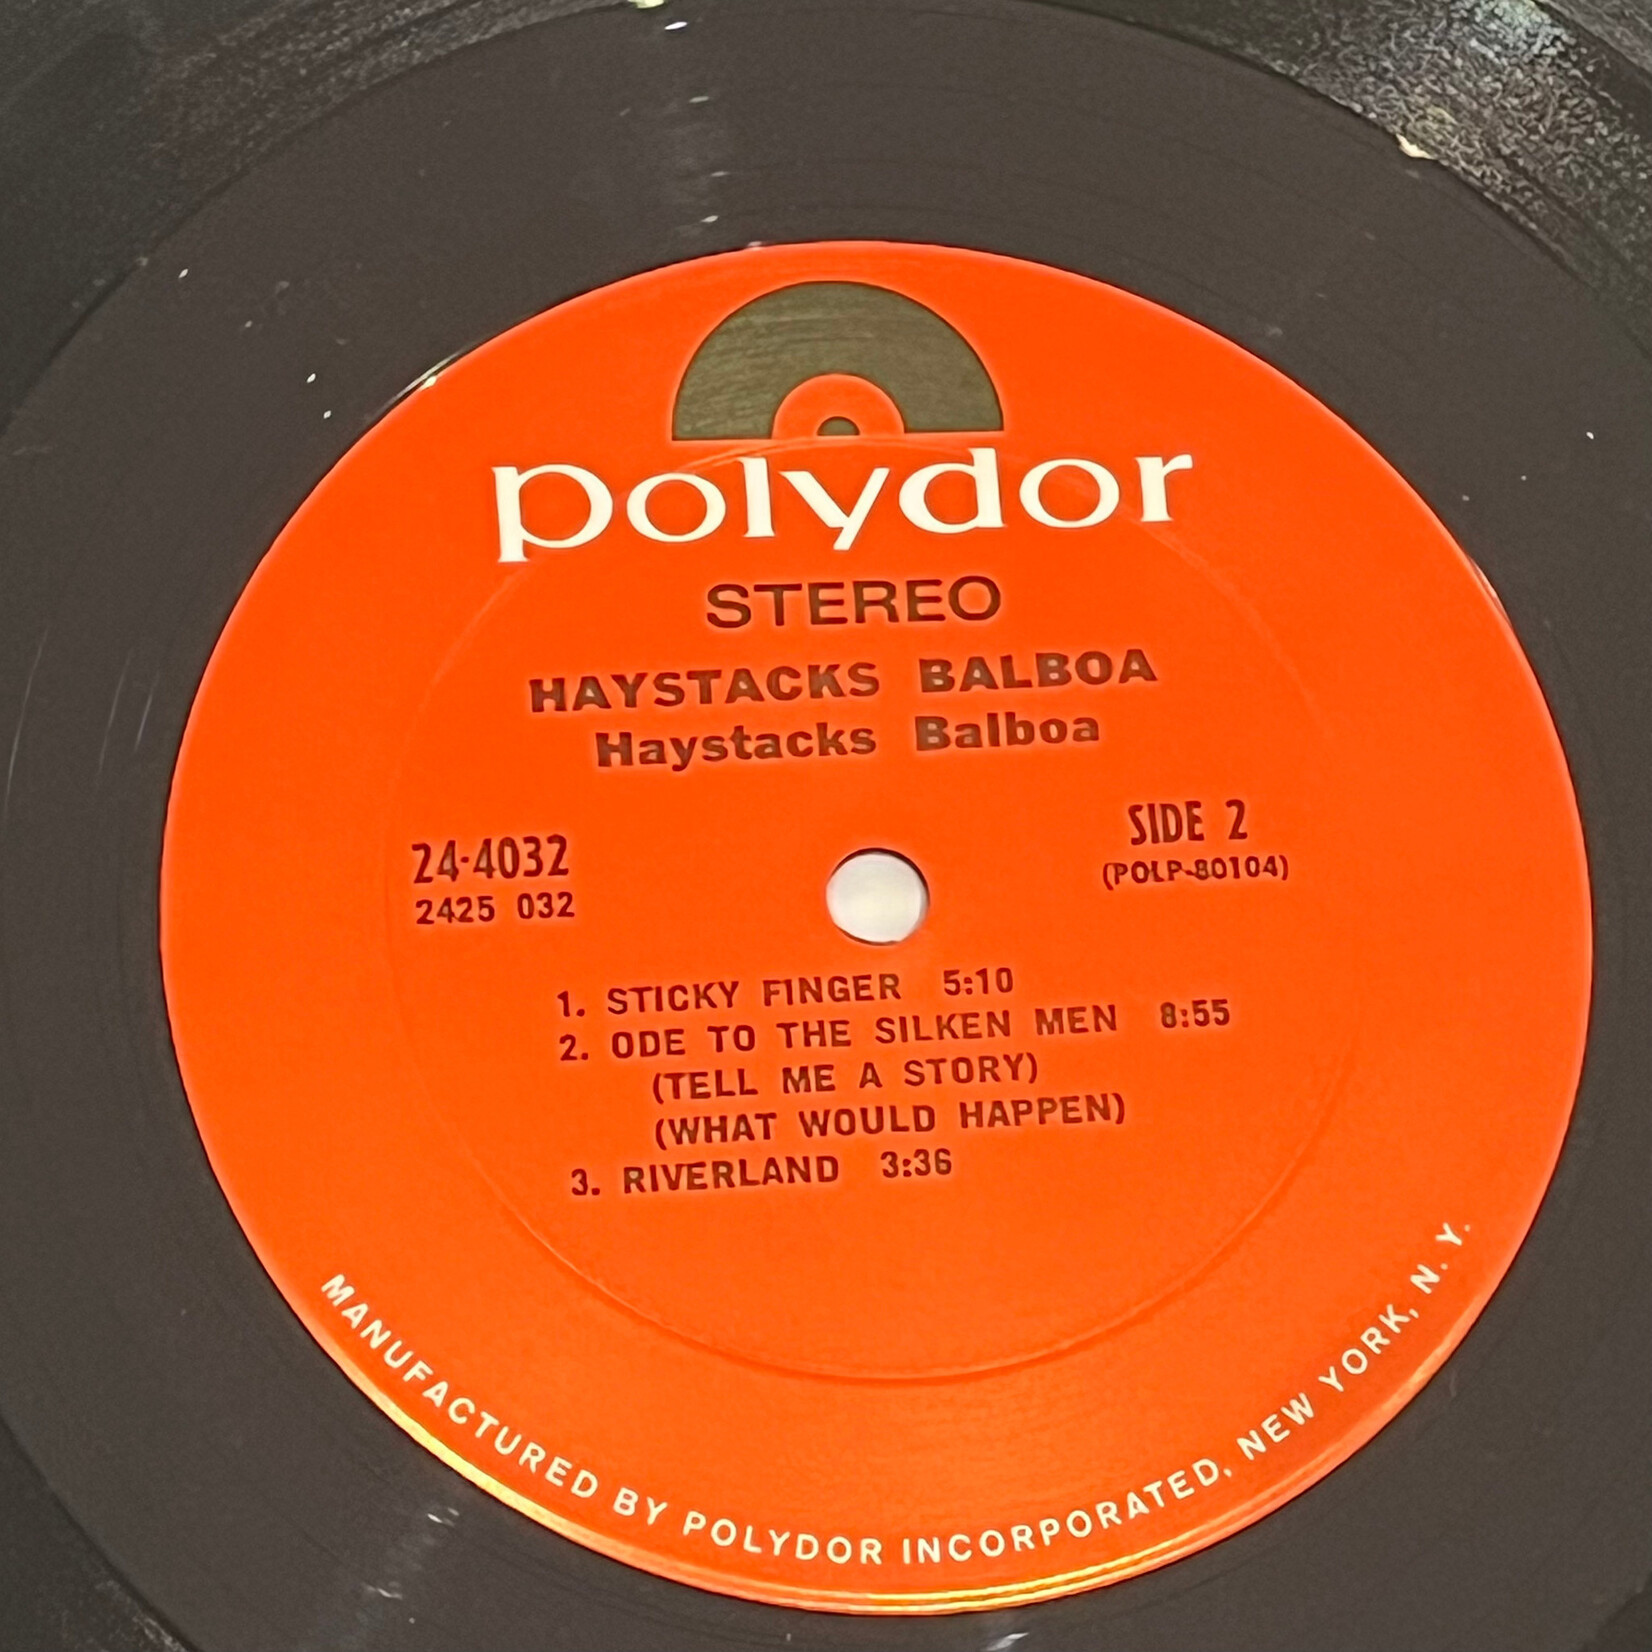 polydor
STEREO
HAYSTACKS BALBOA
Haystacks Balboa
24-4032
2425 032
SIDE 2
(POLP-80104)
1. STICKY FINGER 5:10
2. ODE TO THE SILKEN MEN 8:55
(TELL ME A STORY)
(WHAT WOULD HAPPEN)
3. RIVERLAND 3:36
MANUFACTURED BY POLYDOR INCORPORATED, NEW YORK, N. Y.